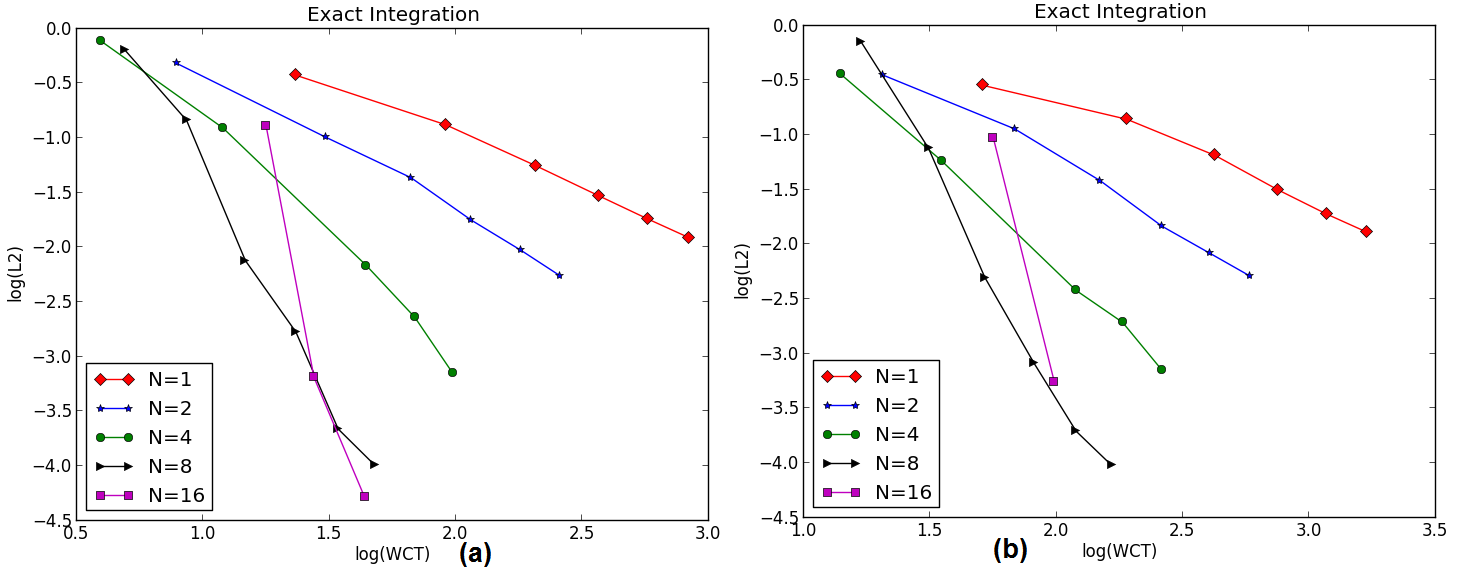 Exact Integration
0.0
−0.5
−1.0
−1.5
−2.0
−2.5
−3.0
−3.5
−4.0
−4.5
log(L2)
N=1
N=2
N=4
N=8
N=16
0.5 1.0 1.5 2.0 2.5 3.0
log(WCT)
(a)
Exact Integration
0.0
−0.5
−1.0
−1.5
−2.0
−2.5
−3.0
−3.5
−4.0
−4.5
log(L2)
N=1
N=2
N=4
N=8
N=16
1.0 1.5 2.0 2.5 3.0 3.5
(b)
log(WCT)